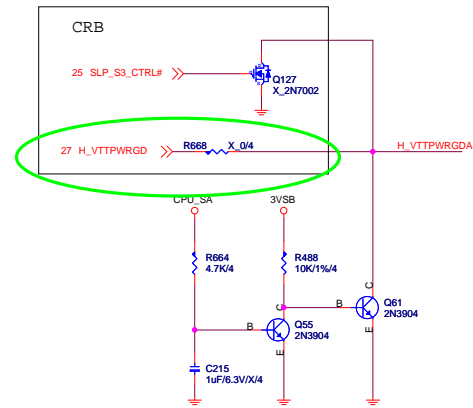 CRB
25 SLP_S3_CTRL#
Q127
X_2N7002
27 H_VTTPWRGD
R668 X_0/4
H_VTTPWRGDA
CPU_SA
3VSB
R664
4.7K/4
R488
10K/1%/4
C
B
E
Q55
2N3904
C
B
E
Q61
2N3904
C215
1uF/6.3V/X/4